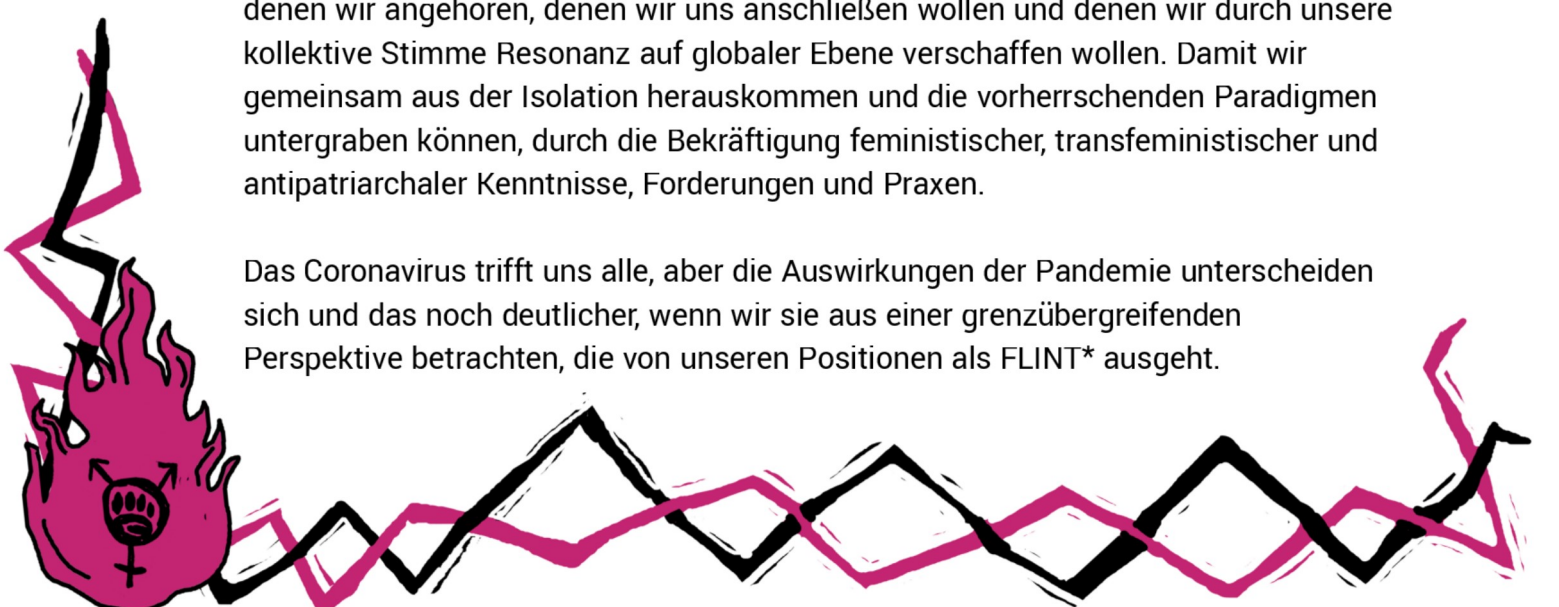 denen wir angehören, denen wir uns anschließen wollen und denen wir durch unsere
kollektive Stimme Resonanz auf globaler Ebene verschaffen wollen. Damit wir
gemeinsam aus der Isolation herauskommen und die vorherrschenden Paradigmen
untergraben können, durch die Bekräftigung feministischer, transfeministischer und
antipatriarchaler Kenntnisse, Forderungen und Praxen.
Das Coronavirus trifft uns alle, aber die Auswirkungen der Pandemie unterscheiden
sich und das noch deutlicher, wenn wir sie aus einer grenzübergreifenden
Perspektive betrachten, die von unseren Positionen als FLINT* ausgeht.